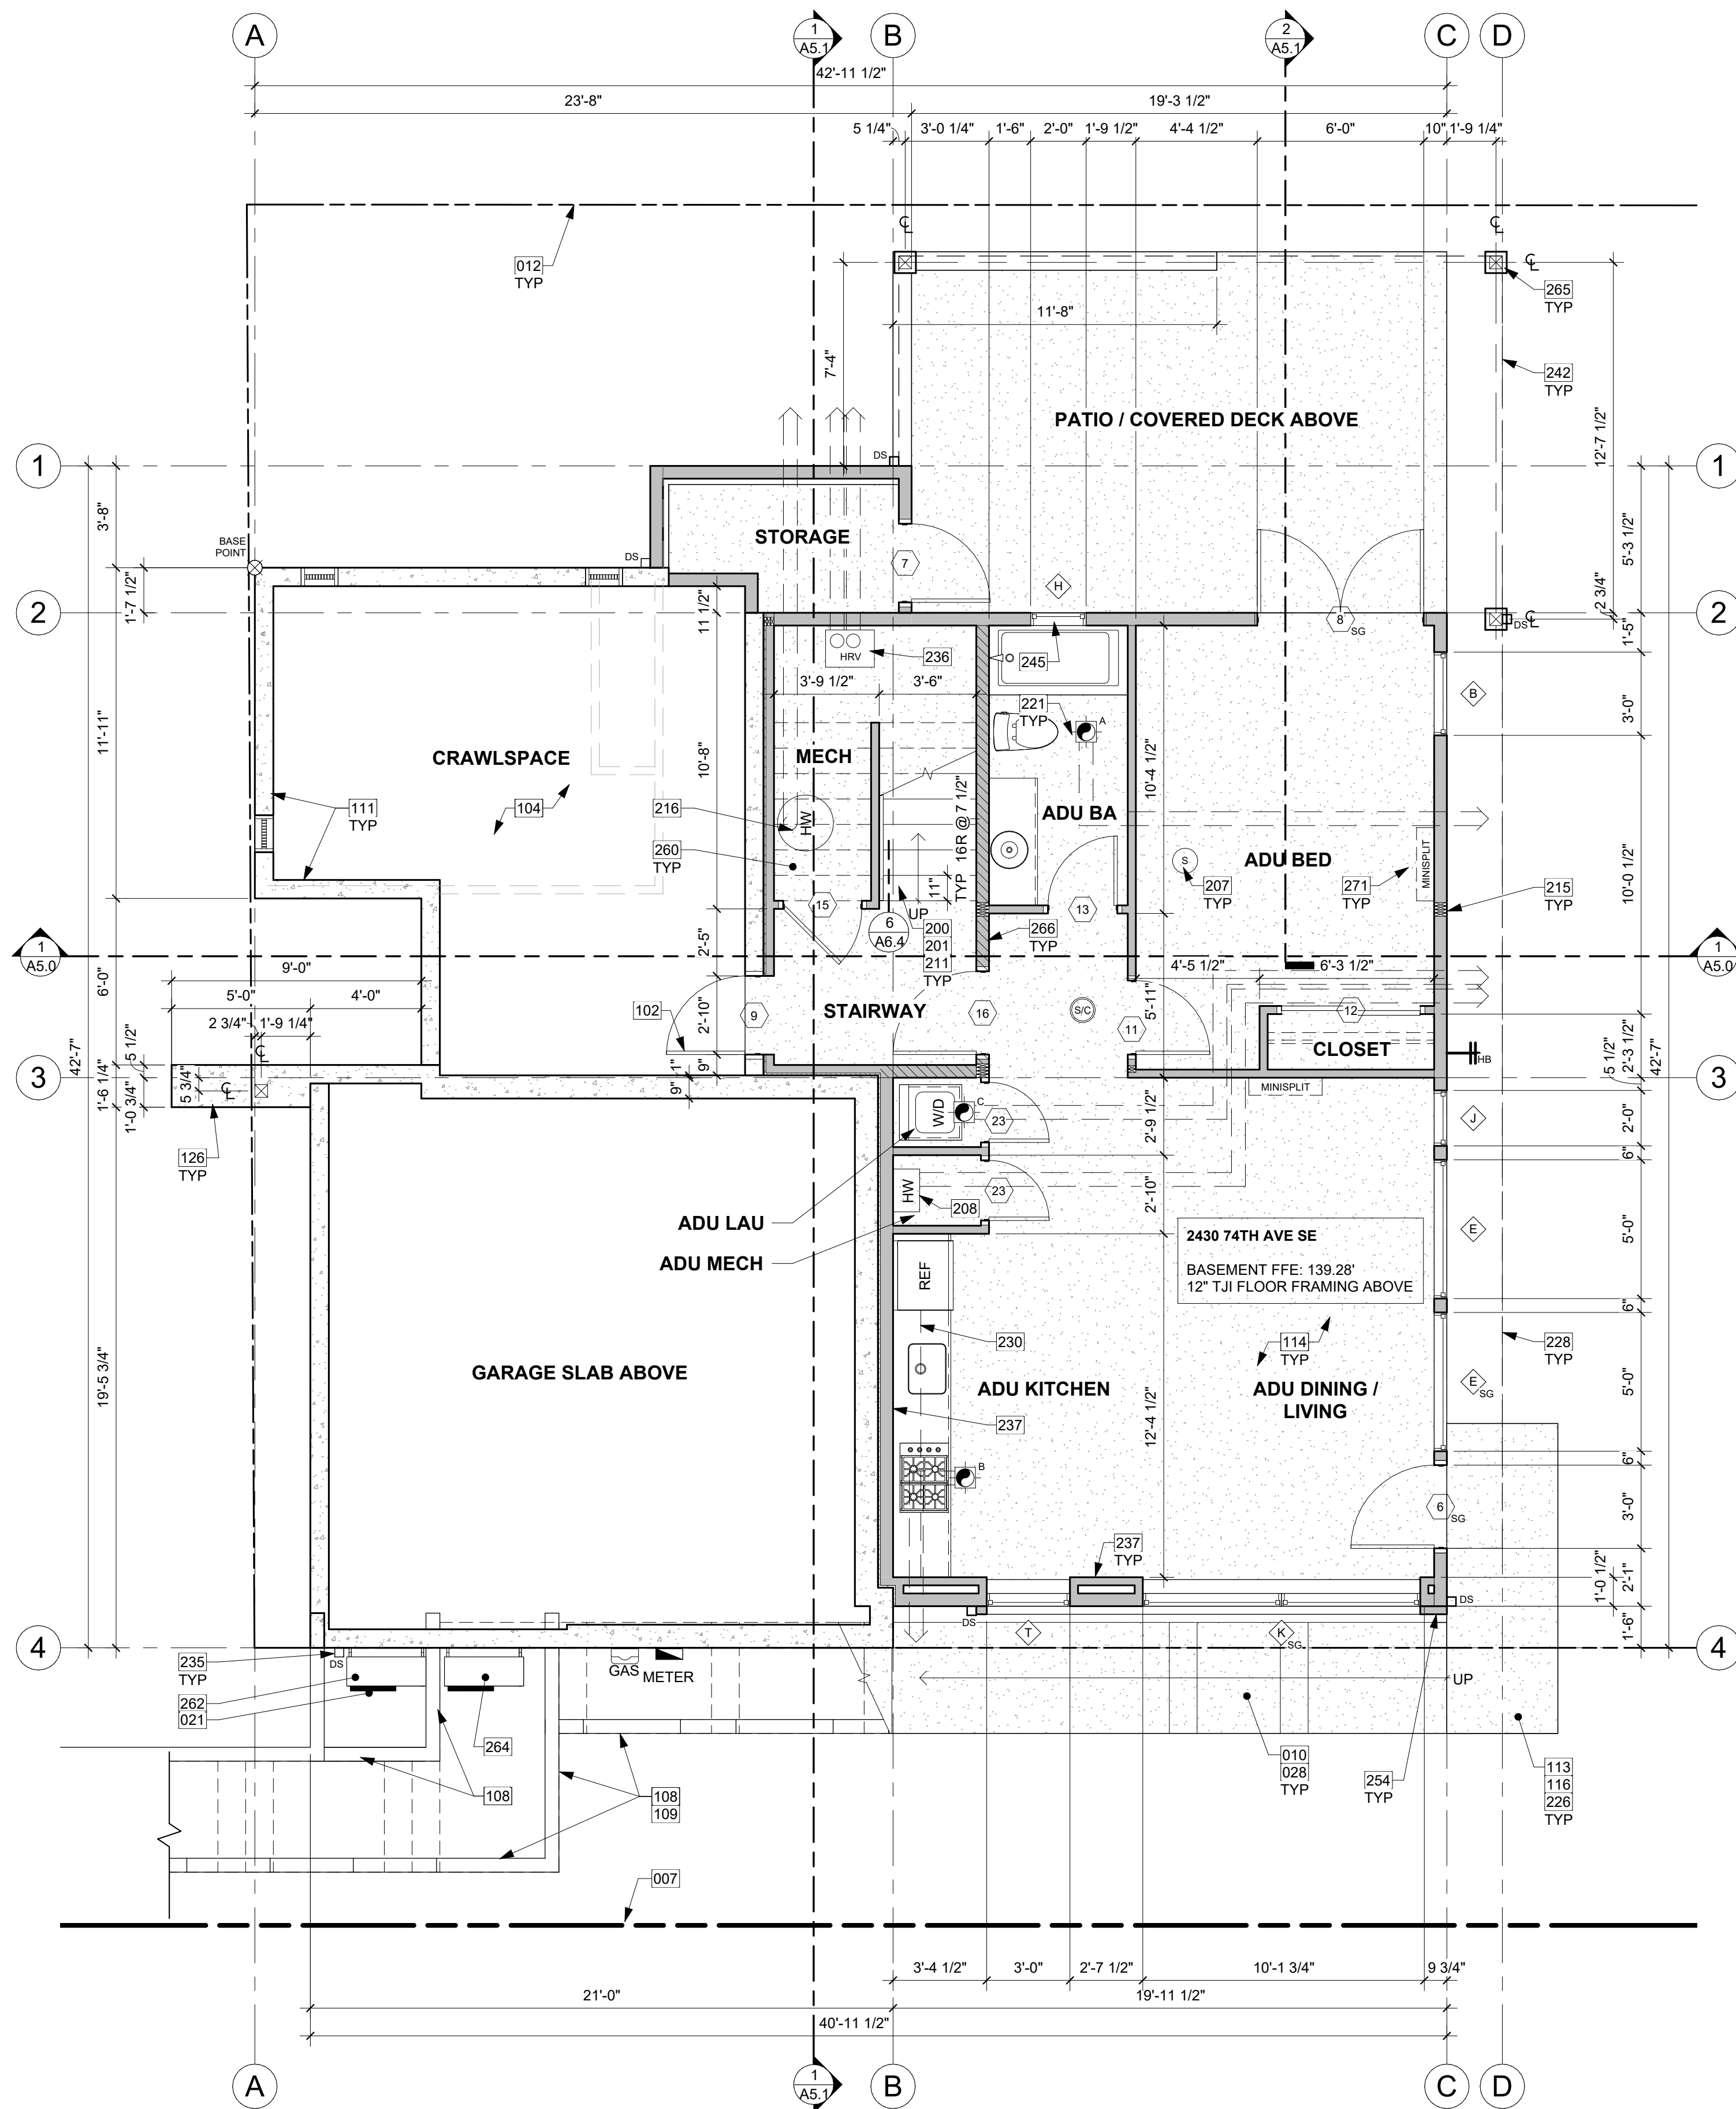 A
1
A5.1
B
2
A5.1
C
D
42'-11 1/2"
23'-8"
19'-3 1/2"
5 1/4"
3'-0 1/4"
1'-6"
2'-0"
1'-9 1/2"
4'-4 1/2"
6'-0"
10"
1'-9 1/4"
012
TYP
265
TYP
11'-8"
7'-4"
242
TYP
12'-7 1/2"
PATIO / COVERED DECK ABOVE
1
DS
1
3'-8"
STORAGE
5'-3 1/2"
BASE
POINT
DS
7
H
2 3/4"
1'-7 1/2"
2
11 1/2"
8
SG
DS
2
1'-5"
HRV
236
245
3'-9 1/2"
3'-6"
B
3'-0"
221
TYP
A
11'-11"
CRAWLSPACE
MECH
10'-8"
10'-4 1/2"
111
TYP
104
216
HW
TYP 16R @ 7 1/2"
11"
ADU BA
260
TYP
S
207
TYP
ADU BED
271
TYP
MINISPLIT
215
TYP
10'-0 1/2"
15
UP
13
6
A6.4
200
201
211
TYP
266
TYP
1
A5.0
2'-5"
1
A5.0
9'-0"
4'-5 1/2"
6'-3 1/2"
6'-0"
5'-0"
4'-0"
2 3/4"
1'-9 1/4"
102
2'-10"
9
STAIRWAY
16
S/C
5'-11"
11
12
CLOSET
2'-3 1/2"
5 1/2"
HB
5 1/2"
42'-7"
42'-7"
3
1"
9"
9"
MINISPLIT
3
1'-6 1/4"
1'-0 3/4"
5 3/4"
W/D
C
23
2'-9 1/2"
J
2'-0"
126
TYP
6"
HW
23
208
2'-10"
ADU LAU
ADU MECH
2430 74TH AVE SE
BASEMENT FFE: 139.28'
12" TJI FLOOR FRAMING ABOVE
E
5'-0"
REF
6"
230
114
TYP
228
TYP
GARAGE SLAB ABOVE
ADU KITCHEN
ADU DINING /
LIVING
E
SG
5'-0"
237
12'-4 1/2"
19'-5 3/4"
B
6"
6
SG
3'-0"
237
TYP
1'-0 1/2"
2'-1"
DS
DS
T
K
SG
1'-6"
4
4
235
TYP
DS
GAS
METER
UP
262
021
264
010
028
TYP
254
TYP
113
116
226
TYP
108
108
109
007
3'-4 1/2"
3'-0"
2'-7 1/2"
10'-1 3/4"
9 3/4"
21'-0"
19'-11 1/2"
40'-11 1/2"
A
1
A5.1
B
C
D